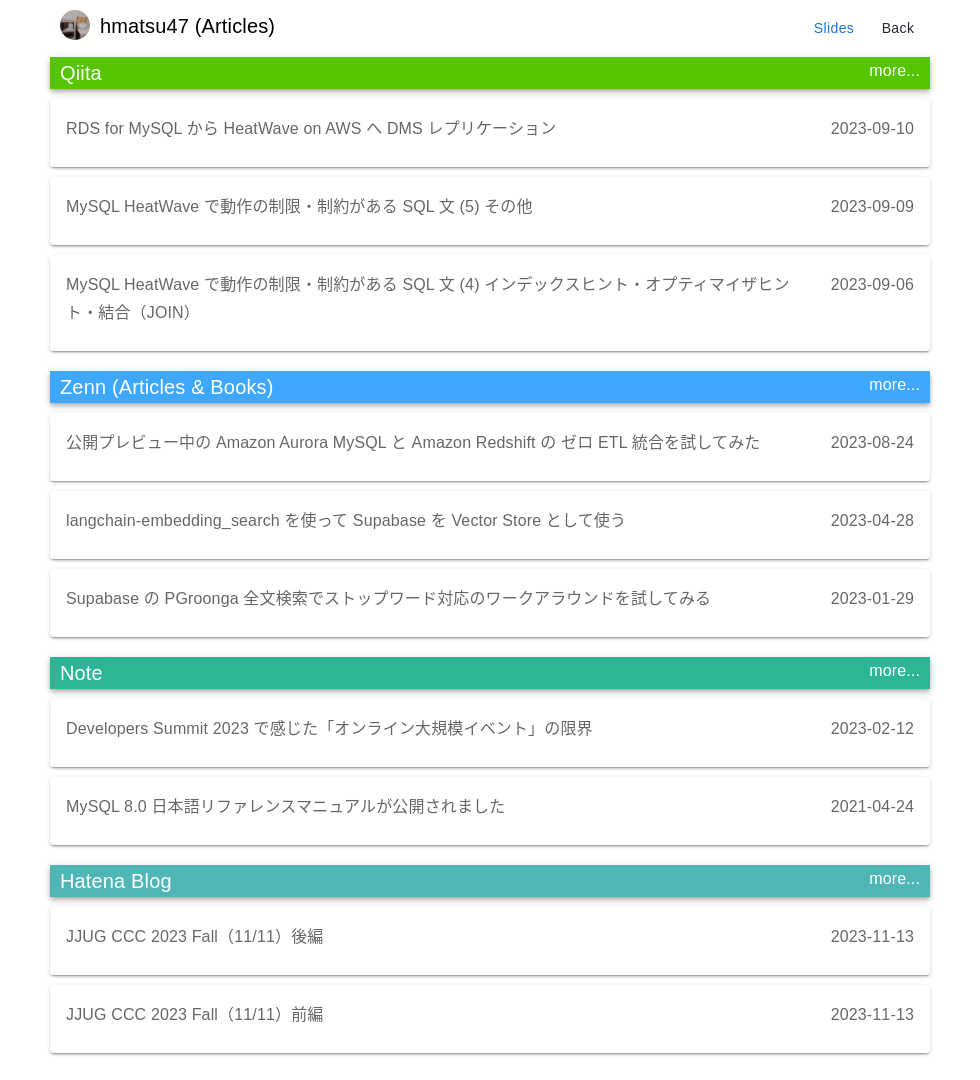 hmatsu47 (Articles)
Slides
Back
Qiita
more...
RDS for MySQL から HeatWave on AWS へ DMS レプリケーション
2023-09-10
MySQL HeatWave で動作の制限・制約がある SQL 文 (5) その他
2023-09-09
MySQL HeatWave で動作の制限・制約がある SQL 文 (4) インデックスヒント・オプティマイザヒン
ト・結合（JOIN）
2023-09-06
Zenn (Articles & Books)
more...
公開プレビュー中の Amazon Aurora MySQL と Amazon Redshift の ゼロ ETL 統合を試してみた
2023-08-24
langchain-embedding_search を使って Supabase を Vector Store として使う
2023-04-28
Supabase の PGroonga 全文検索でストップワード対応のワークアラウンドを試してみる
2023-01-29
Note
more...
Developers Summit 2023 で感じた「オンライン大規模イベント」の限界
2023-02-12
MySQL 8.0 日本語リファレンスマニュアルが公開されました
2021-04-24
Hatena Blog
more...
JJUG CCC 2023 Fall（11/11）後編
2023-11-13
JJUG CCC 2023 Fall（11/11）前編
2023-11-13